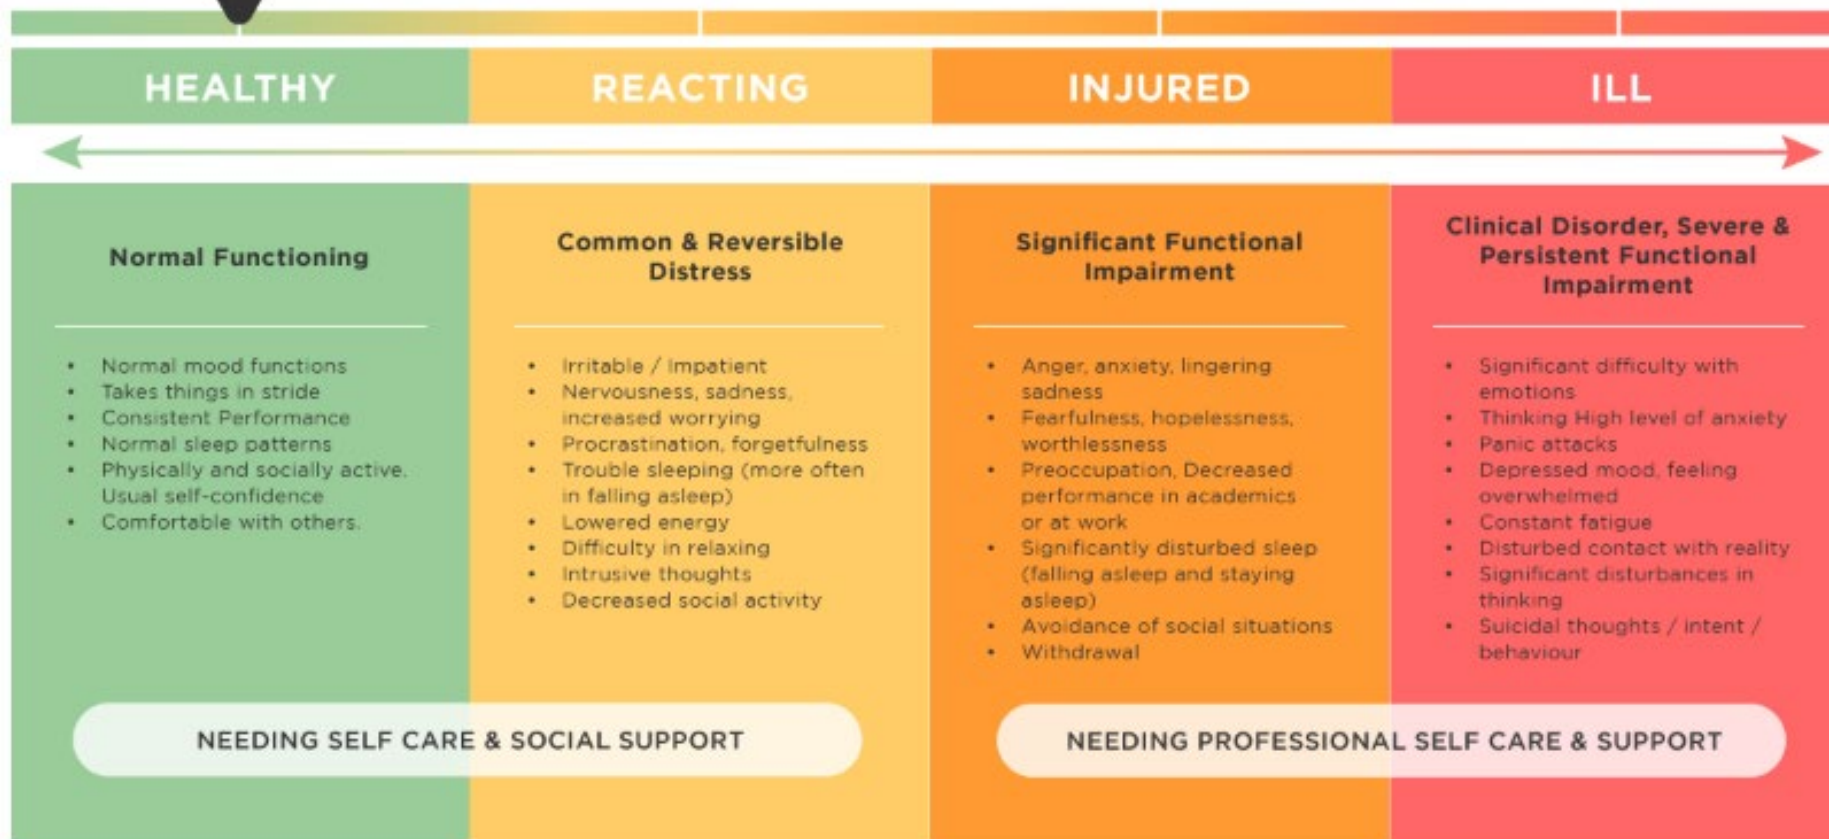 HEALTHY
REACTING
INJURED
ILL
Normal Functioning
• Normal mood functions
• Takes things in stride
• Consistent Performance
• Normal sleep patterns
• Physically and socially active.
Usual self-confidence
• Comfortable with others.
Common & Reversible
Distress
• Irritable / Impatient
• Nervousness, sadness,
increased worrying
• Procrastination, forgetfulness
• Trouble sleeping (more often
in falling asleep)
• Lowered energy
• Difficulty in relaxing
• Intrusive thoughts
• Decreased social activity
NEEDING SELF CARE & SOCIAL SUPPORT
Significant Functional
Impairment
• Anger, anxiety, lingering
sadness
• Fearfulness, hopelessness,
worthlessness
• Preoccupation, Decreased
performance in academics
or at work
• Significantly disturbed sleep
(falling asleep and staying
asleep)
• Avoidance of social situations
• Withdrawal
Clinical Disorder, Severe &
Persistent Functional
Impairment
• Significant difficulty with
emotions
• Thinking High level of anxiety
• Panic attacks
• Depressed mood, feeling
overwhelmed
• Constant fatigue
• Disturbed contact with reality
• Significant disturbances in
thinking
• Suicidal thoughts / intent /
behaviour
NEEDING PROFESSIONAL SELF CARE & SUPPORT